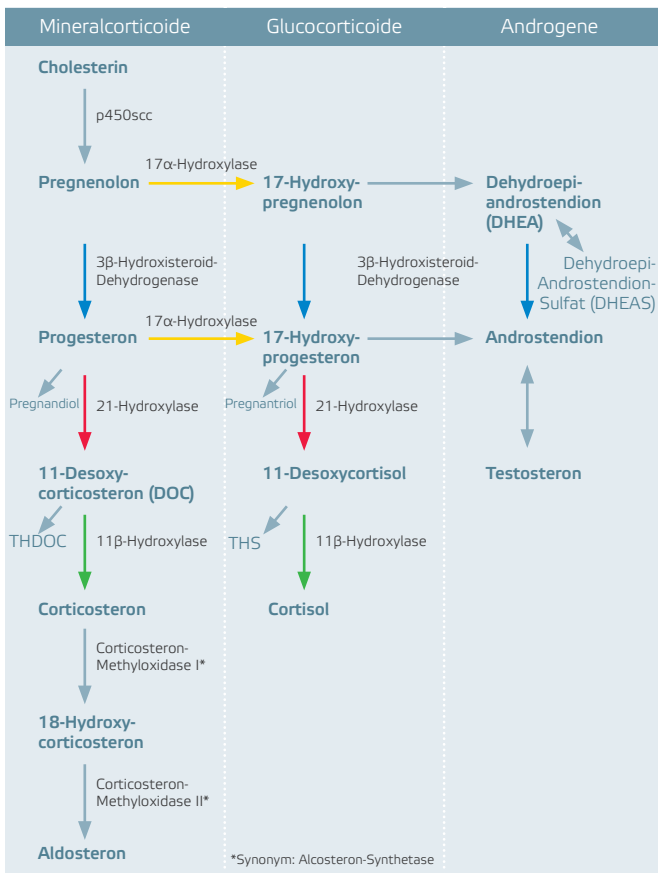 Mineralcorticoide
Glucocorticoide
Androgene
Cholesterin
p450scc
17α-Hydroxylase
Pregnenolon
17-Hydroxy-
pregnenolon
Dehydroepi-
androstendion
(DHEA)
3β-Hydroxisteroid-
Dehydrogenase
3β-Hydroxisteroid-
Dehydrogenase
Dehydroepi-
Androstendion-
Sulfat (DHEAS)
17α-Hydroxylase
Progesteron
17-Hydroxy-
progesteron
Androstendion
Pregnandiol
21-Hydroxylase
Pregnantriol
21-Hydroxylase
11-Desoxy-
corticosteron (DOC)
11-Desoxycortisol
Testosteron
THDOC
11β-Hydroxylase
THS
11β-Hydroxylase
Corticosteron
Cortisol
Corticosteron-
Methyloxidase I*
18-Hydroxy-
corticosteron
Corticosteron-
Methyloxidase II*
Aldosteron
*Synonym: Alcosteron-Synthetase